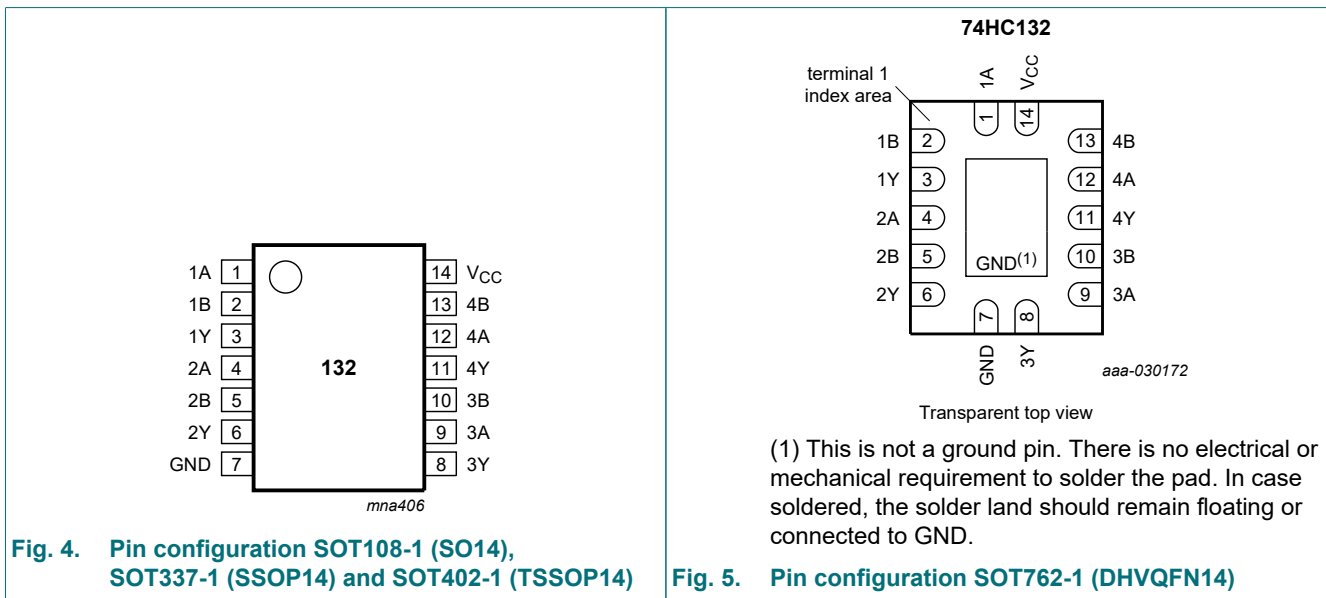 1A 1
1B 2
1Y 3
2A 4
2B 5
2Y 6
GND 7
132
14 VCC
13 4B
12 4A
11 4Y
10 3B
9 3A
8 3Y
mna406
Fig. 4. Pin configuration SOT108-1 (SO14),
SOT337-1 (SSOP14) and SOT402-1 (TSSOP14)
74HC132
terminal 1
index area
1A
VCC
1
14
1B 2
1Y 3
2A 4
2B 5
2Y 6
13 4B
12 4A
11 4Y
10 3B
9 3A
GND(1)
7
8
GND
3Y
aaa-030172
Transparent top view
(1) This is not a ground pin. There is no electrical or
mechanical requirement to solder the pad. In case
soldered, the solder land should remain floating or
connected to GND.
Fig. 5. Pin configuration SOT762-1 (DHVQFN14)